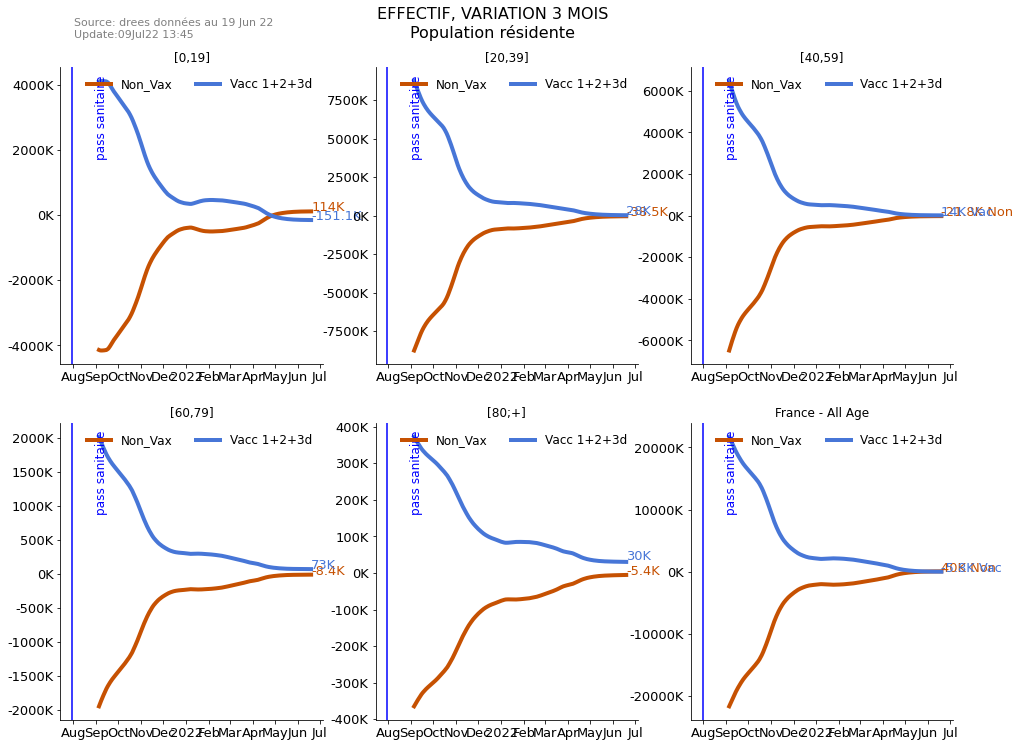 EFFECTIF, VARIATION 3 MOIS
Population résidente
Source: drees données au 19 Jun 22
Update:09Jul22 13:45
[0,19]
Non_Vax Vacc 1+2+3d
pass sanitaire
4000K
2000K
0K
-2000K
-4000K
114K
Aug Sep Oct Nov Dec 2022 Feb Mar Apr May Jun Jul
[20,39]
Non_Vax Vacc 1+2+3d
pass sanitaire
7500K
5000K
2500K
0K
-2500K
-5000K
-7500K
Aug Sep Oct Nov Dec 2022 Feb Mar Apr May Jun Jul
[40,59]
Non_Vax Vacc 1+2+3d
pass sanitaire
6000K
4000K
2000K
0K
-2000K
-4000K
-6000K
Aug Sep Oct Nov Dec 2022 Feb Mar Apr May Jun Jul
[60,79]
Non_Vax Vacc 1+2+3d
pass sanitaire
2000K
1500K
1000K
500K
0K
-500K
-1000K
-1500K
-2000K
73K
-8.4K
Aug Sep Oct Nov Dec 2022 Feb Mar Apr May Jun Jul
[80;+]
Non_Vax Vacc 1+2+3d
pass sanitaire
400K
300K
200K
100K
0K
-100K
-200K
-300K
-400K
30K
-5.4K
Aug Sep Oct Nov Dec 2022 Feb Mar Apr May Jun Jul
France - All Age
Non_Vax Vacc 1+2+3d
pass sanitaire
20000K
10000K
0K
-10000K
-20000K
Aug Sep Oct Nov Dec 2022 Feb Mar Apr May Jun Jul